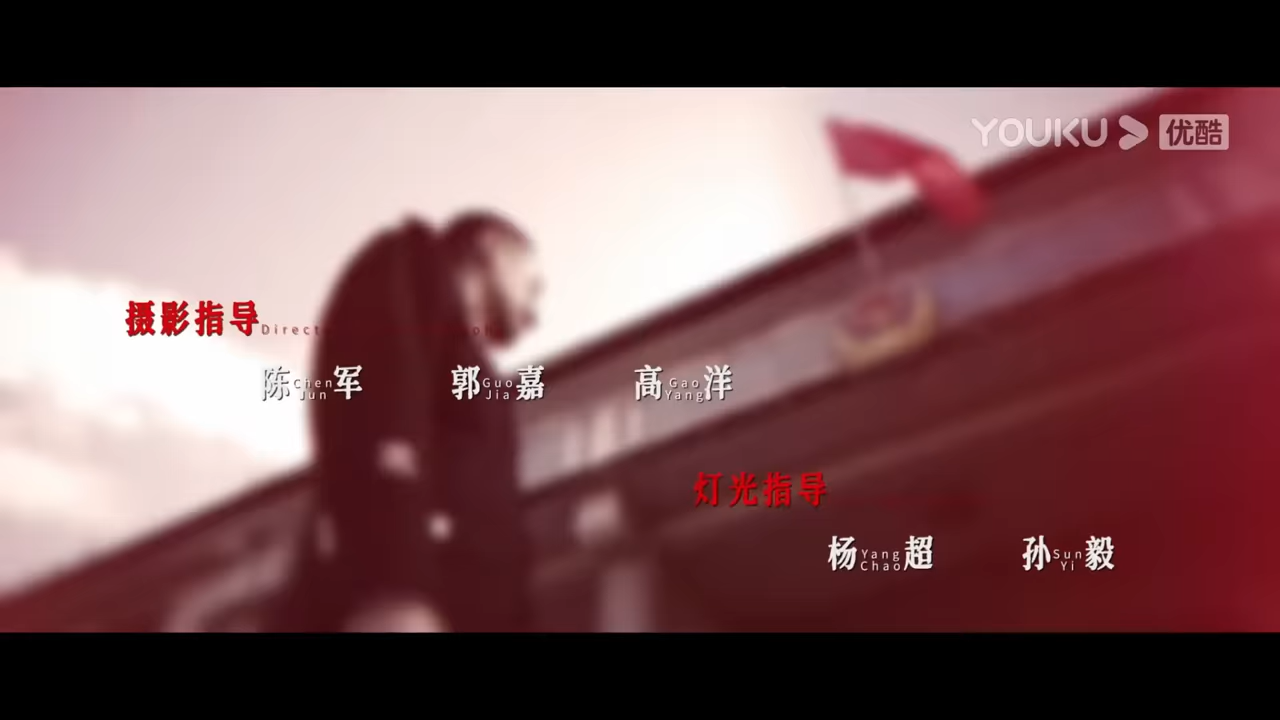 YOUKU 优酷
摄影指导
陈 Chen Jun 军 郭 Guo Jia 嘉 高 Gao Yang 洋
灯光指导
杨 Yang Chao 超 孙 Sun Yi 毅